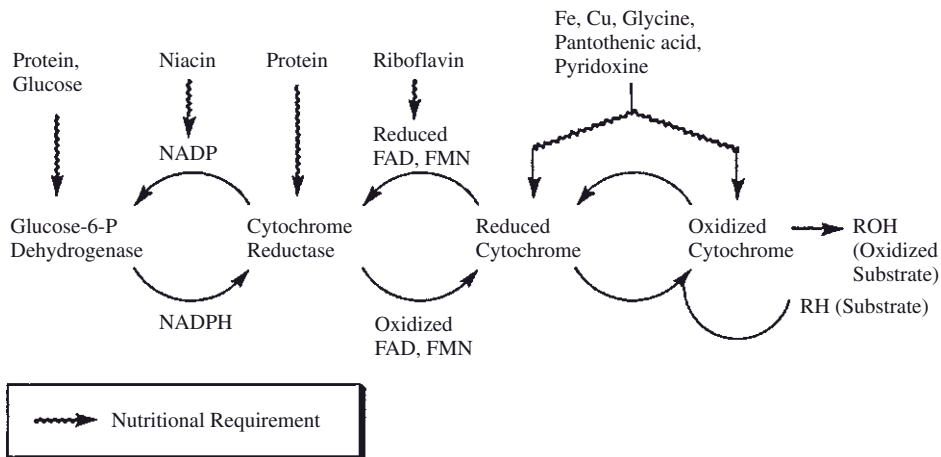 Fe, Cu, Glycine,
Pantothenic acid,
Pyridoxine
Protein,
Glucose
Niacin
Protein
Riboflavin
NADP
Reduced
FAD, FMN
Glucose-6-P
Dehydrogenase
Cytochrome
Reductase
Reduced
Cytochrome
Oxidized
Cytochrome
ROH
(Oxidized
Substrate)
RH (Substrate)
NADPH
Oxidized
FAD, FMN
Nutritional Requirement